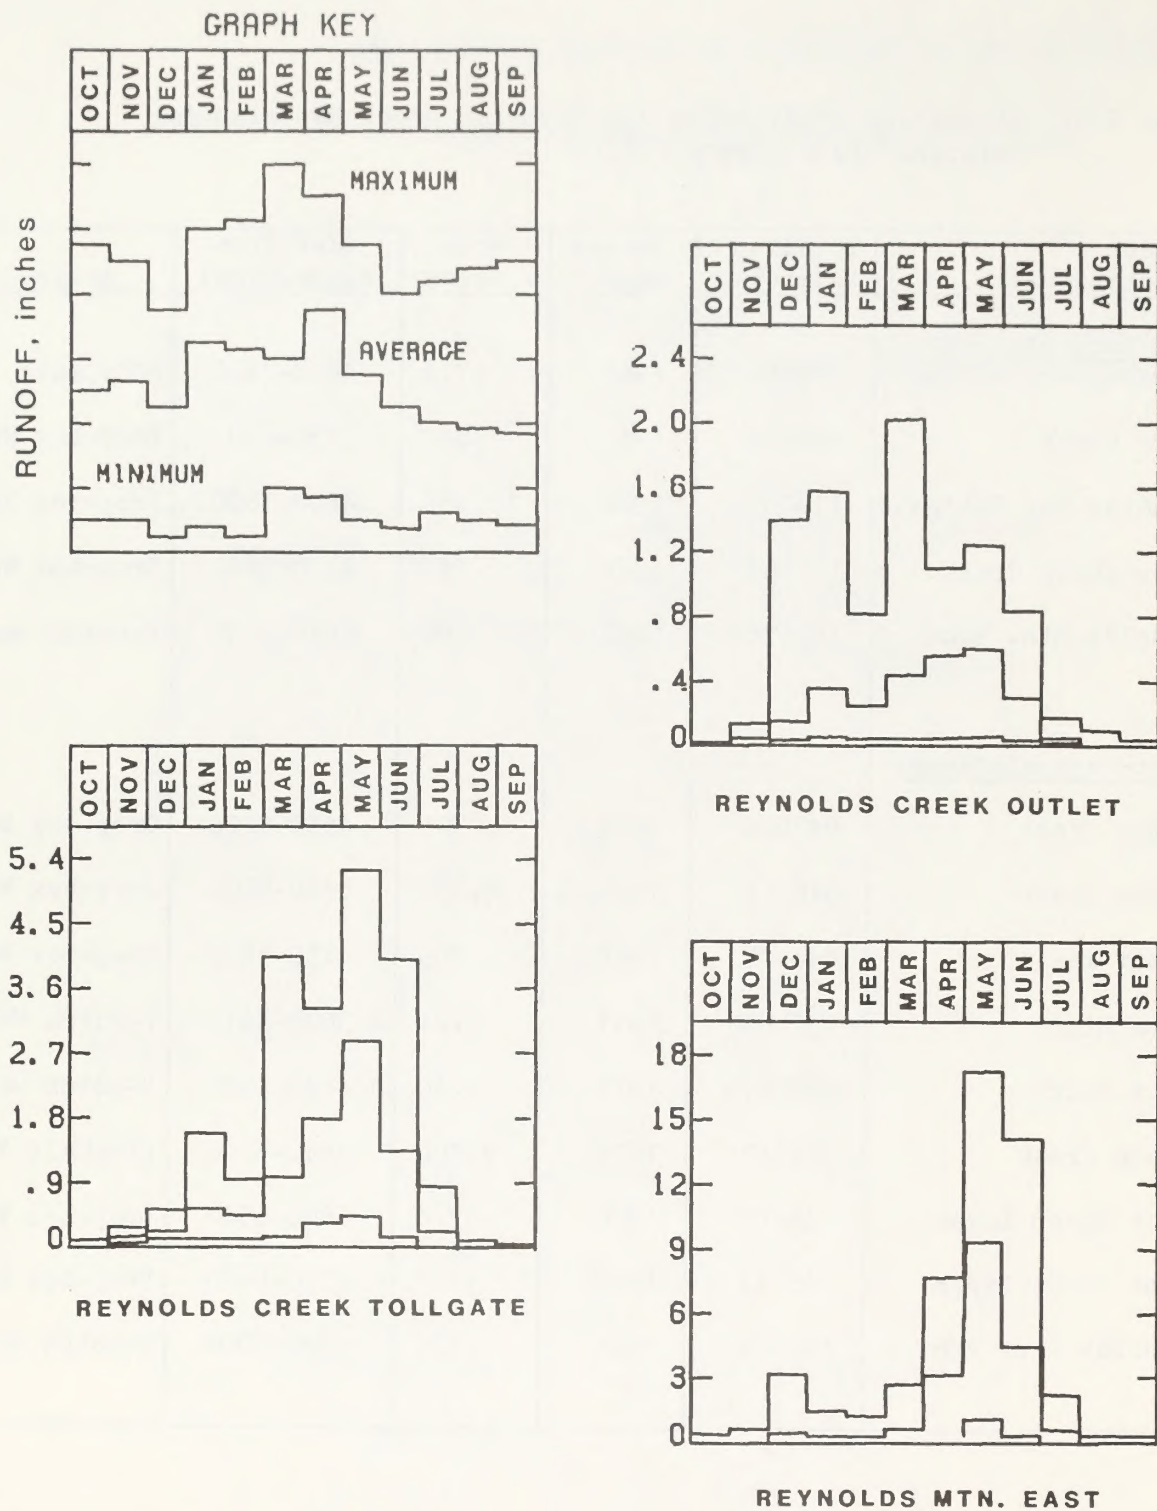 GRAPH KEY
OCT NOV DEC JAN FEB MAR APR MAY JUN JUL AUG SEP
RUNOFF, inches
MAXIMUM
AVERAGE
MINIMUM
OCT NOV DEC JAN FEB MAR APR MAY JUN JUL AUG SEP
2.4
2.0
1.6
1.2
.8
.4
0
REYNOLDS CREEK OUTLET
OCT NOV DEC JAN FEB MAR APR MAY JUN JUL AUG SEP
5.4
4.5
3.6
2.7
1.8
.9
0
REYNOLDS CREEK TOLLGATE
OCT NOV DEC JAN FEB MAR APR MAY JUN JUL AUG SEP
18
15
12
9
6
3
0
REYNOLDS MTN. EAST